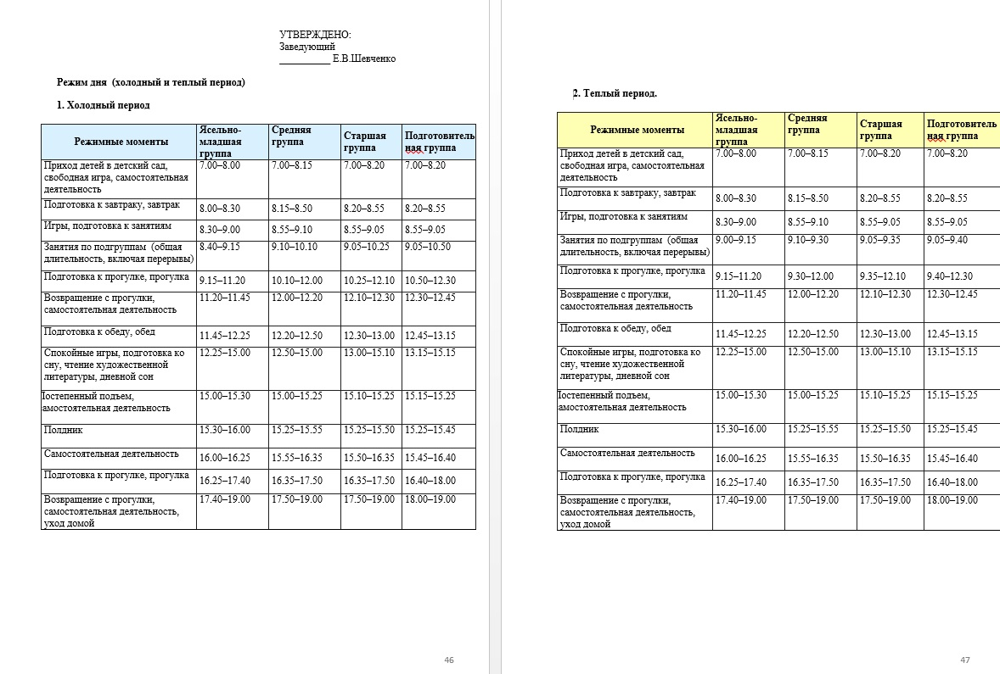 УТВЕРЖДЕНО:
Заведующий
__________ Е.В.Шевченко
Режим дня (холодный и теплый период)
1. Холодный период
Режимные моменты
Ясельно-
младшая
группа
Средняя
группа
Старшая
группа
Подготовитель
ная группа
Приход детей в детский сад,
свободная игра, самостоятельная
деятельность
7.00–8.00 7.00–8.15 7.00–8.20 7.00–8.20
Подготовка к завтраку, завтрак
8.00–8.30 8.15–8.50 8.20–8.55 8.20–8.55
Игры, подготовка к занятиям
8.30–9.00 8.55–9.10 8.55–9.05 8.55–9.05
Занятия по подгруппам (общая
длительность, включая перерывы)
8.40–9.15 9.10–10.10 9.05–10.25 9.05–10.50
Подготовка к прогулке, прогулка
9.15–11.20 10.10–12.00 10.25–12.10 10.50–12.30
Возвращение с прогулки,
самостоятельная деятельность
11.20–11.45 12.00–12.20 12.10–12.30 12.30–12.45
Подготовка к обеду, обед
11.45–12.25 12.20–12.50 12.30–13.00 12.45–13.15
Спокойные игры, подготовка ко
сну, чтение художественной
литературы, дневной сон
12.25–15.00 12.50–15.00 13.00–15.10 13.15–15.15
Постепенный подъем,
амостоятельная деятельность
15.00–15.30 15.00–15.25 15.10–15.25 15.15–15.25
Полдник
15.30–16.00 15.25–15.55 15.25–15.50 15.25–15.45
Самостоятельная деятельность
16.00–16.25 15.55–16.35 15.50–16.35 15.45–16.40
Подготовка к прогулке, прогулка
16.25–17.40 16.35–17.50 16.35–17.50 16.40–18.00
Возвращение с прогулки,
самостоятельная деятельность,
уход домой
17.40–19.00 17.50–19.00 17.50–19.00 18.00–19.00
46
2. Теплый период.
Режимные моменты
Ясельно-
младшая
группа
Средняя
группа
Старшая
группа
Подготовитель
ная группа
Приход детей в детский сад,
свободная игра, самостоятельная
деятельность
7.00–8.00 7.00–8.15 7.00–8.20 7.00–8.20
Подготовка к завтраку, завтрак
8.00–8.30 8.15–8.50 8.20–8.55 8.20–8.55
Игры, подготовка к занятиям
8.30–9.00 8.55–9.10 8.55–9.05 8.55–9.05
Занятия по подгруппам (общая
длительность, включая перерывы)
9.00–9.15 9.10–9.30 9.05–9.35 9.05–9.40
Подготовка к прогулке, прогулка
9.15–11.20 9.30–12.00 9.35–12.10 9.40–12.30
Возвращение с прогулки,
самостоятельная деятельность
11.20–11.45 12.00–12.20 12.10–12.30 12.30–12.45
Подготовка к обеду, обед
11.45–12.25 12.20–12.50 12.30–13.00 12.45–13.15
Спокойные игры, подготовка ко
сну, чтение художественной
литературы, дневной сон
12.25–15.00 12.50–15.00 13.00–15.10 13.15–15.15
Постепенный подъем,
амостоятельная деятельность
15.00–15.30 15.00–15.25 15.10–15.25 15.15–15.25
Полдник
15.30–16.00 15.25–15.55 15.25–15.50 15.25–15.45
Самостоятельная деятельность
16.00–16.25 15.55–16.35 15.50–16.35 15.45–16.40
Подготовка к прогулке, прогулка
16.25–17.40 16.35–17.50 16.35–17.50 16.40–18.00
Возвращение с прогулки,
самостоятельная деятельность,
уход домой
17.40–19.00 17.50–19.00 17.50–19.00 18.00–19.00
47